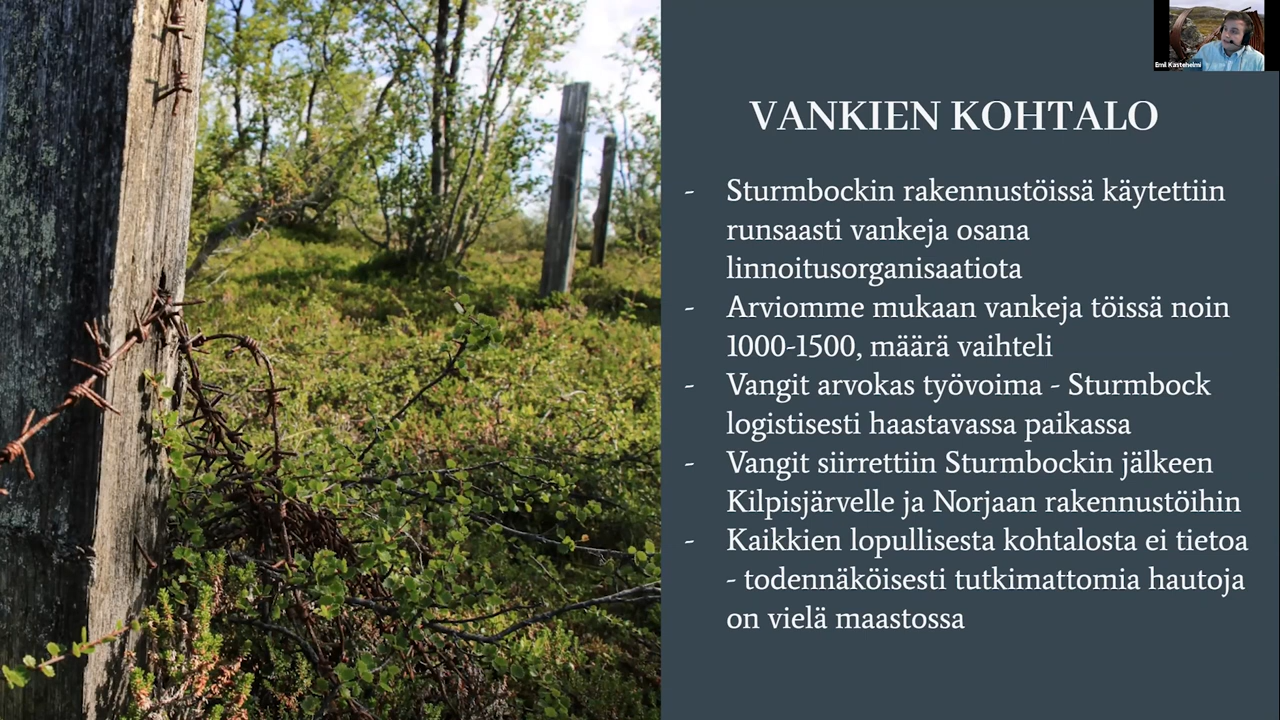 Emil Kastehelmi
VANKIEN KOHTALO
- Sturmbockin rakennustöissä käytettiin
runsaasti vankeja osana
linnoitusorganisaatiota
- Arviomme mukaan vankeja töissä noin
1000-1500, määrä vaihteli
- Vangit arvokas työvoima - Sturmbock
logistisesti haastavassa paikassa
- Vangit siirrettiin Sturmbockin jälkeen
Kilpisjärvelle ja Norjaan rakennustöihin
- Kaikkien lopullisesta kohtalosta ei tietoa
- todennäköisesti tutkimattomia hautoja
on vielä maastossa